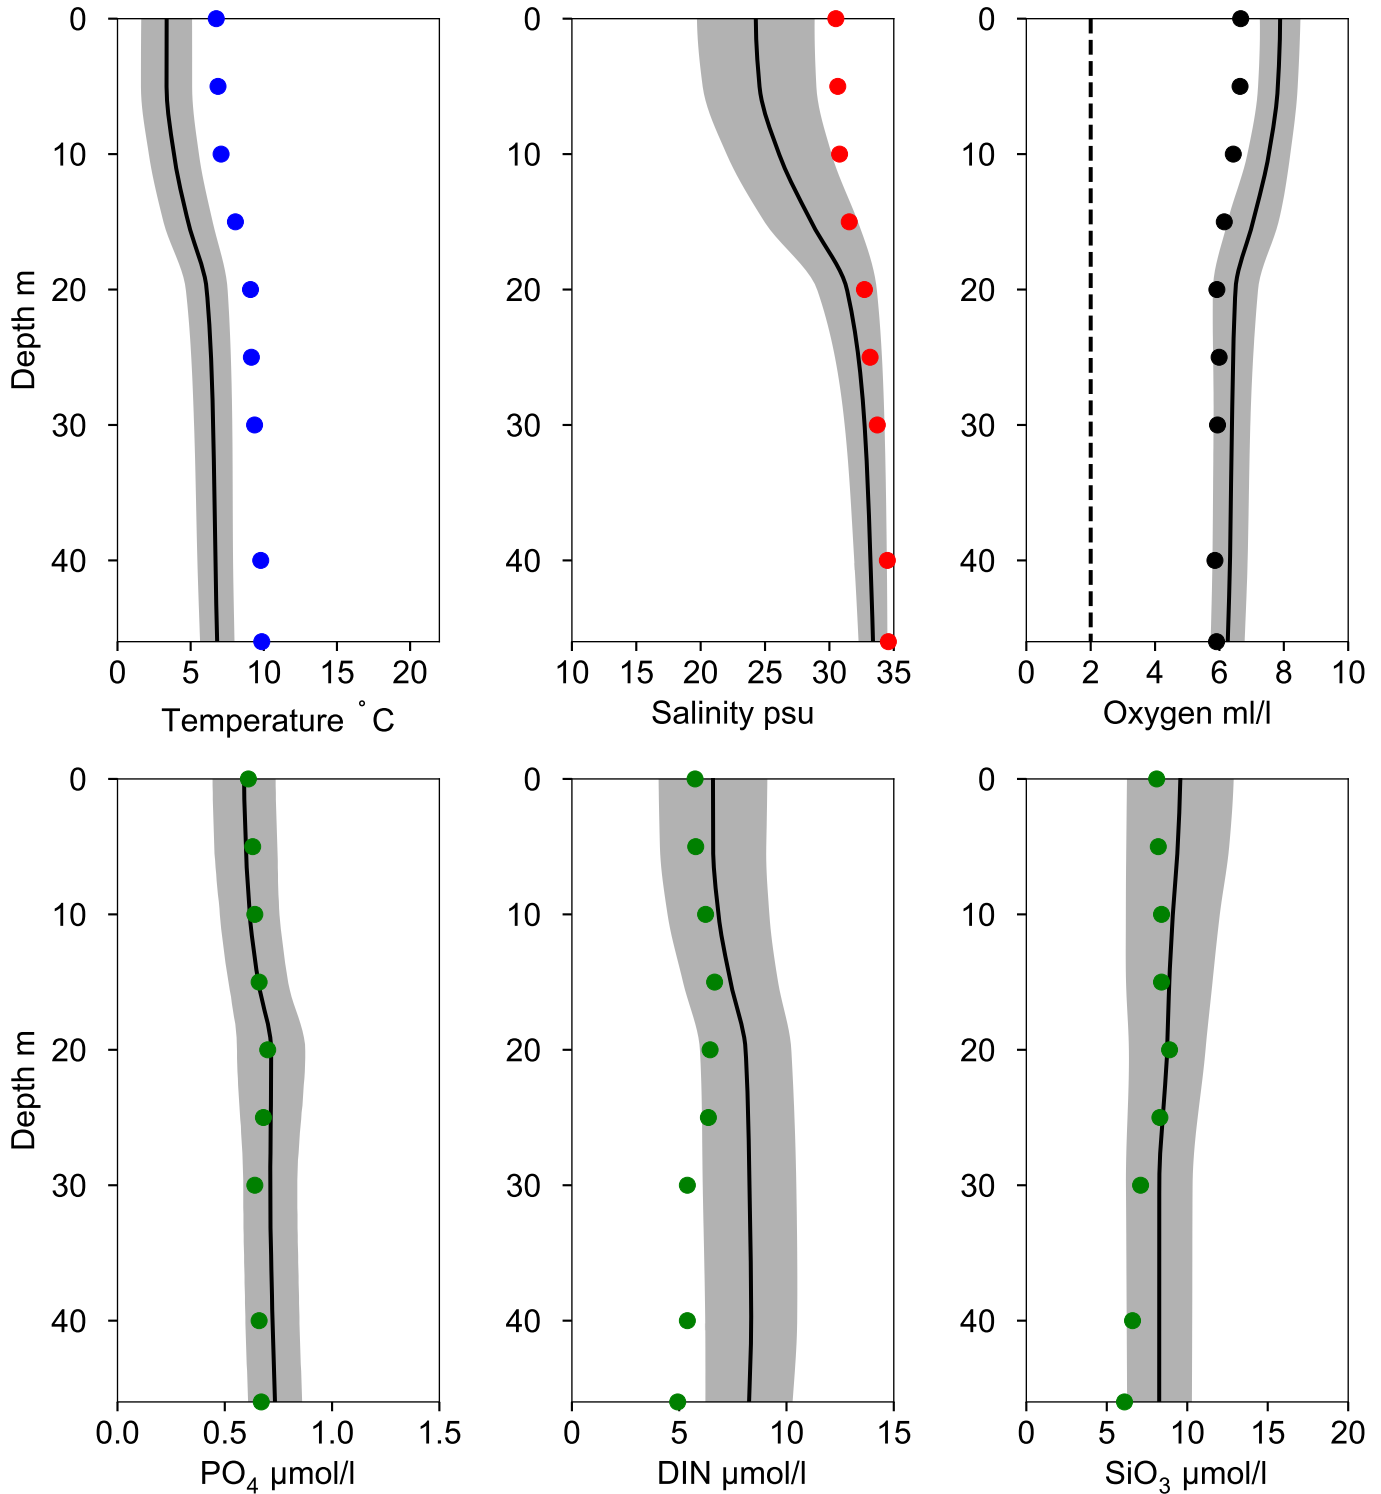 0
10
20
30
40
Depth m
0 5 10 15 20
Temperature °C
0
10
20
30
40
10 15 20 25 30 35
Salinity psu
0
10
20
30
40
0 2 4 6 8 10
Oxygen ml/l
0
10
20
30
40
Depth m
0.0 0.5 1.0 1.5
PO₄ µmol/l
0
10
20
30
40
0 5 10 15
DIN µmol/l
0
10
20
30
40
0 5 10 15 20
SiO₃ µmol/l